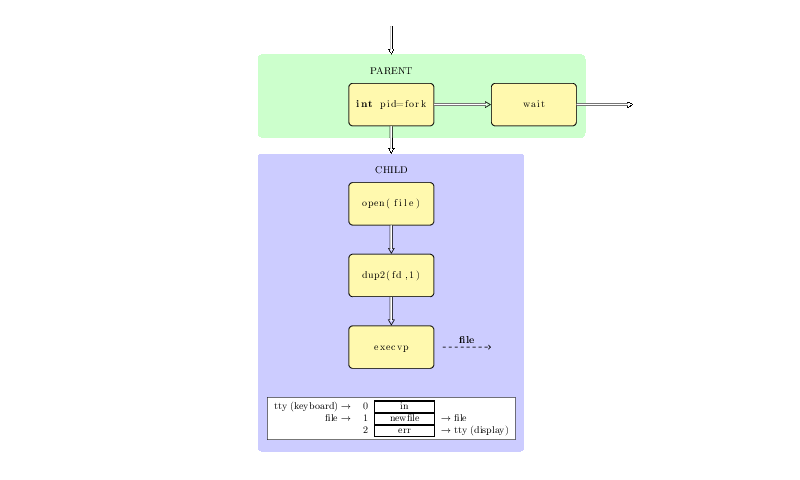 PARENT
int pid=fork
wait
CHILD
open( file )
dup2(fd ,1)
execvp
file
tty (keyboard) → 0 in
file → 1 newfile → file
2 err → tty (display)